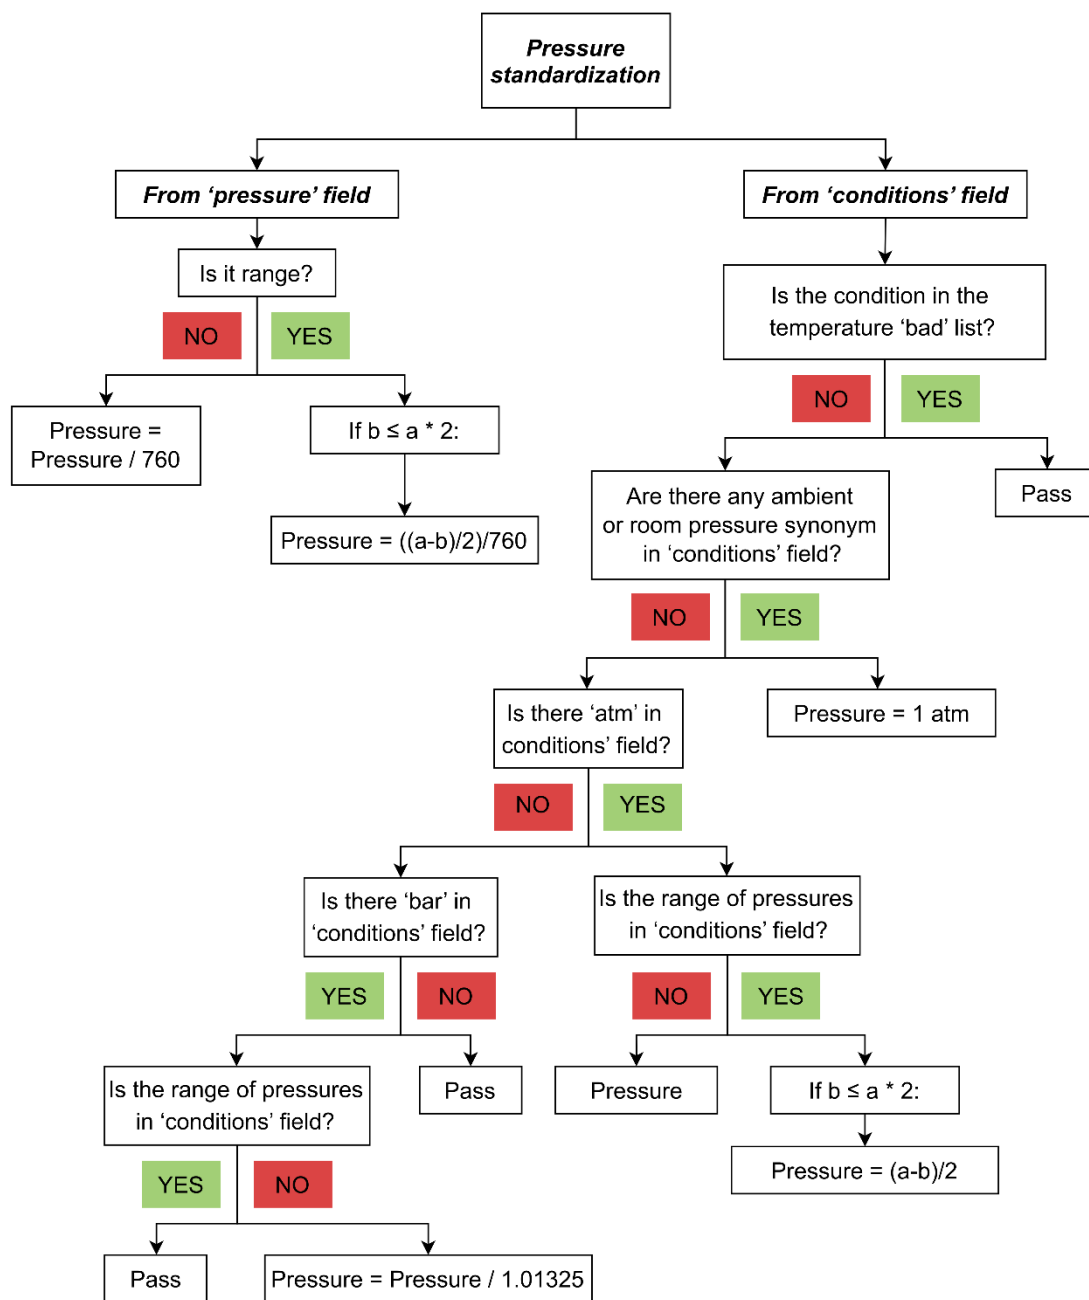 Pressure
standardization
From ‘pressure’ field
From ‘conditions’ field
Is it range?
Is the condition in the
temperature ‘bad’ list?
NO
YES
NO
YES
Pressure =
Pressure / 760
If b ≤ a * 2:
Are there any ambient
or room pressure synonym
in ‘conditions’ field?
Pass
Pressure = ((a-b)/2)/760
NO
YES
Is there ‘atm’ in
conditions’ field?
Pressure = 1 atm
NO
YES
Is there ‘bar’ in
‘conditions’ field?
Is the range of pressures
in ‘conditions’ field?
YES
NO
NO
YES
Is the range of pressures
in ‘conditions’ field?
Pass
Pressure
If b ≤ a * 2:
Pressure = (a-b)/2
YES
NO
Pass
Pressure = Pressure / 1.01325